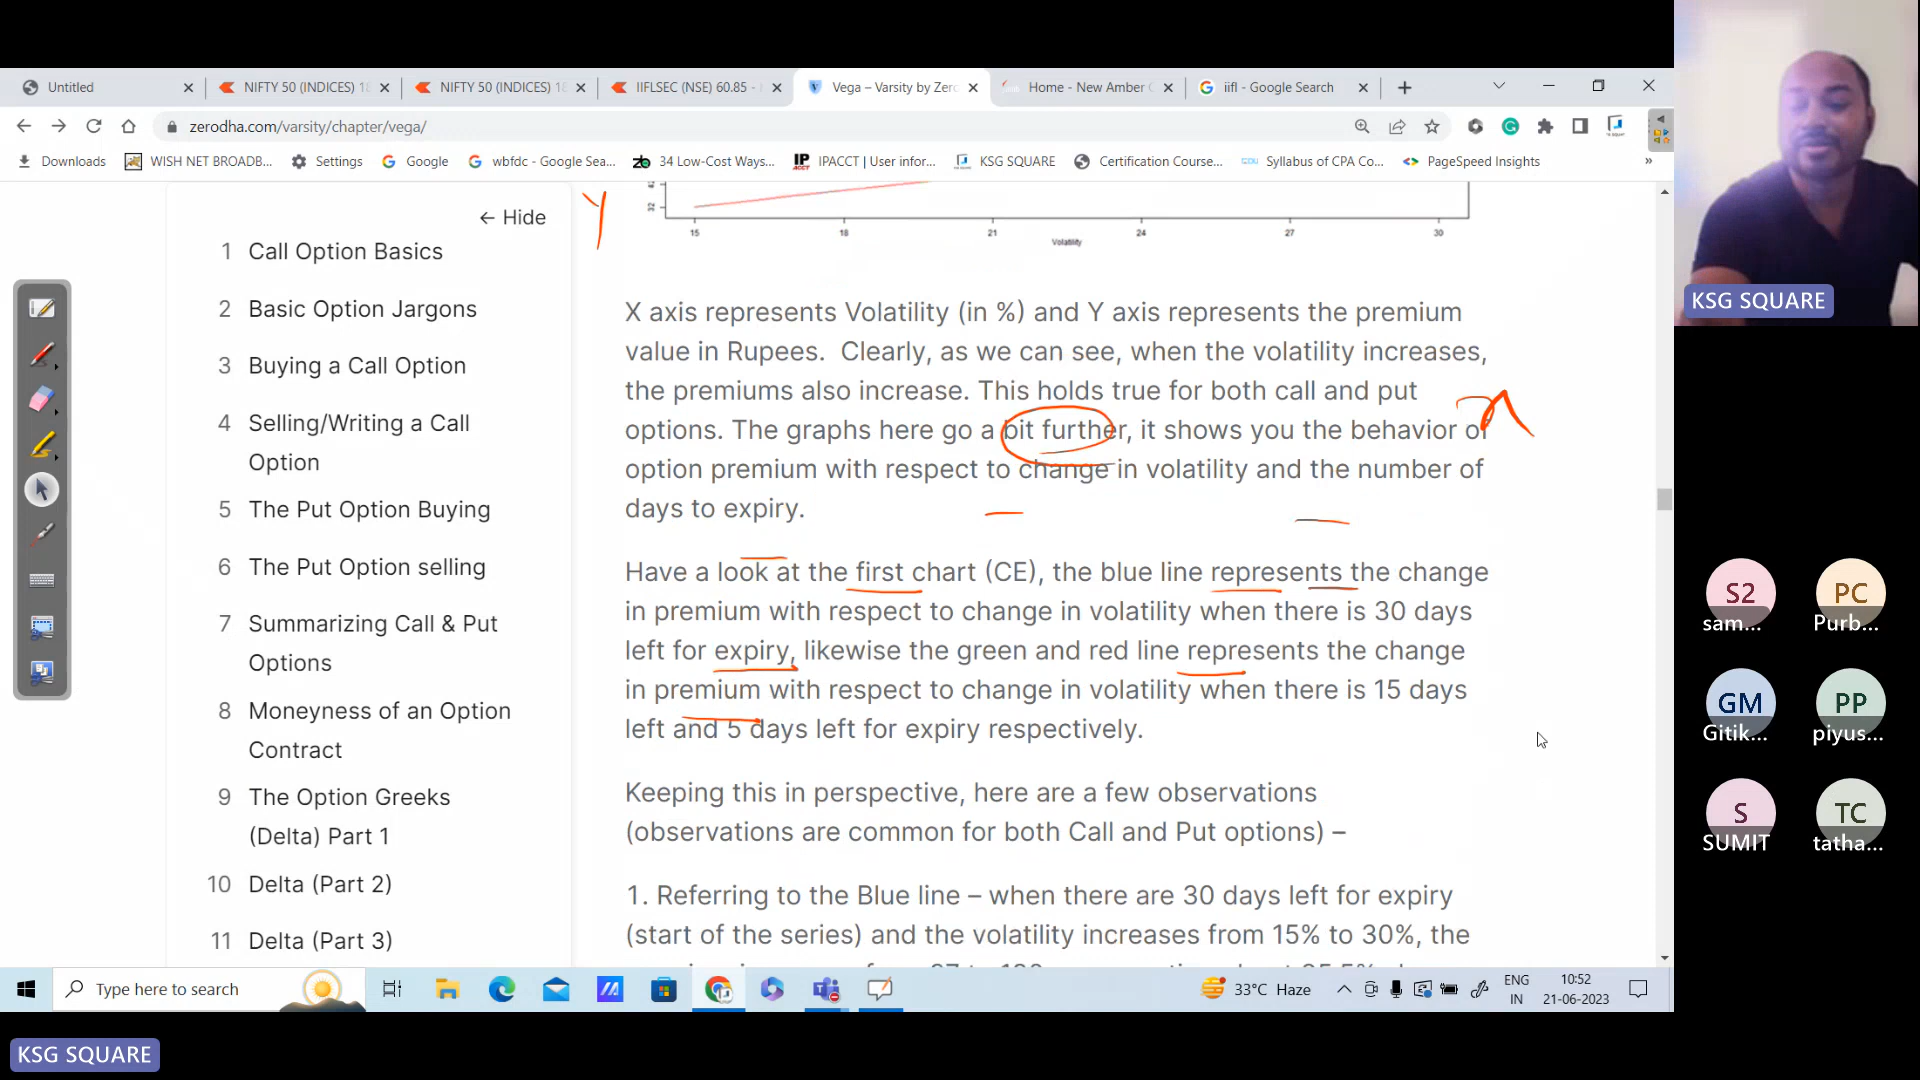 Untitled
NIFTY 50 (INDICES) 18
NIFTY 50 (INDICES) 18
IIFLSEC (NSE) 60.85 -
Vega – Varsity by Zero
Home - New Amber
iifl - Google Search
zerodha.com/varsity/chapter/vega/
Downloads
WISH NET BROADB...
Settings
Google
wbfdc - Google Sea...
34 Low-Cost Ways...
IPACCT | User infor...
KSG SQUARE
Certification Course...
Syllabus of CPA Co...
PageSpeed Insights
»
← Hide
1 Call Option Basics
2 Basic Option Jargons
3 Buying a Call Option
4 Selling/Writing a Call
Option
5 The Put Option Buying
6 The Put Option selling
7 Summarizing Call & Put
Options
8 Moneyness of an Option
Contract
9 The Option Greeks
(Delta) Part 1
10 Delta (Part 2)
11 Delta (Part 3)
Y
32
15 18 21 24 27 30
Volatility
X axis represents Volatility (in %) and Y axis represents the premium
value in Rupees. Clearly, as we can see, when the volatility increases,
the premiums also increase. This holds true for both call and put
options. The graphs here go a bit further, it shows you the behavior of
option premium with respect to change in volatility and the number of
days to expiry.
Have a look at the first chart (CE), the blue line represents the change
in premium with respect to change in volatility when there is 30 days
left for expiry, likewise the green and red line represents the change
in premium with respect to change in volatility when there is 15 days
left and 5 days left for expiry respectively.
Keeping this in perspective, here are a few observations
(observations are common for both Call and Put options) –
1. Referring to the Blue line – when there are 30 days left for expiry
(start of the series) and the volatility increases from 15% to 30%, the
KSG SQUARE
S2
sam...
PC
Purb...
GM
Gitik...
PP
piyus...
S
SUMIT
TC
tatha...
Type here to search
33°C Haze
ENG
IN
10:52
21-06-2023
KSG SQUARE